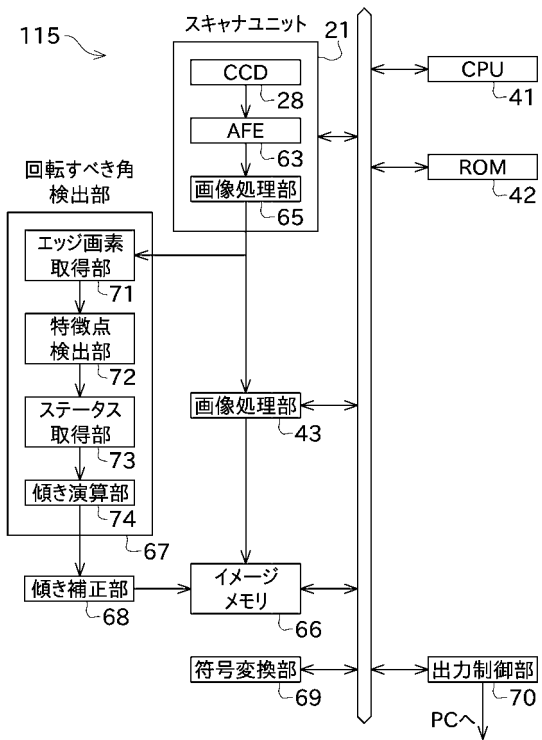 115
スキャナユニット
21
CCD
28
AFE
63
画像処理部
65
CPU
41
ROM
42
回転すべき角
検出部
エッジ画素
取得部
71
特徴点
検出部
72
ステータス
取得部
73
傾き演算部
74
67
画像処理部
43
傾き補正部
68
イメージ
メモリ
66
符号変換部
69
出力制御部
70
PCへ